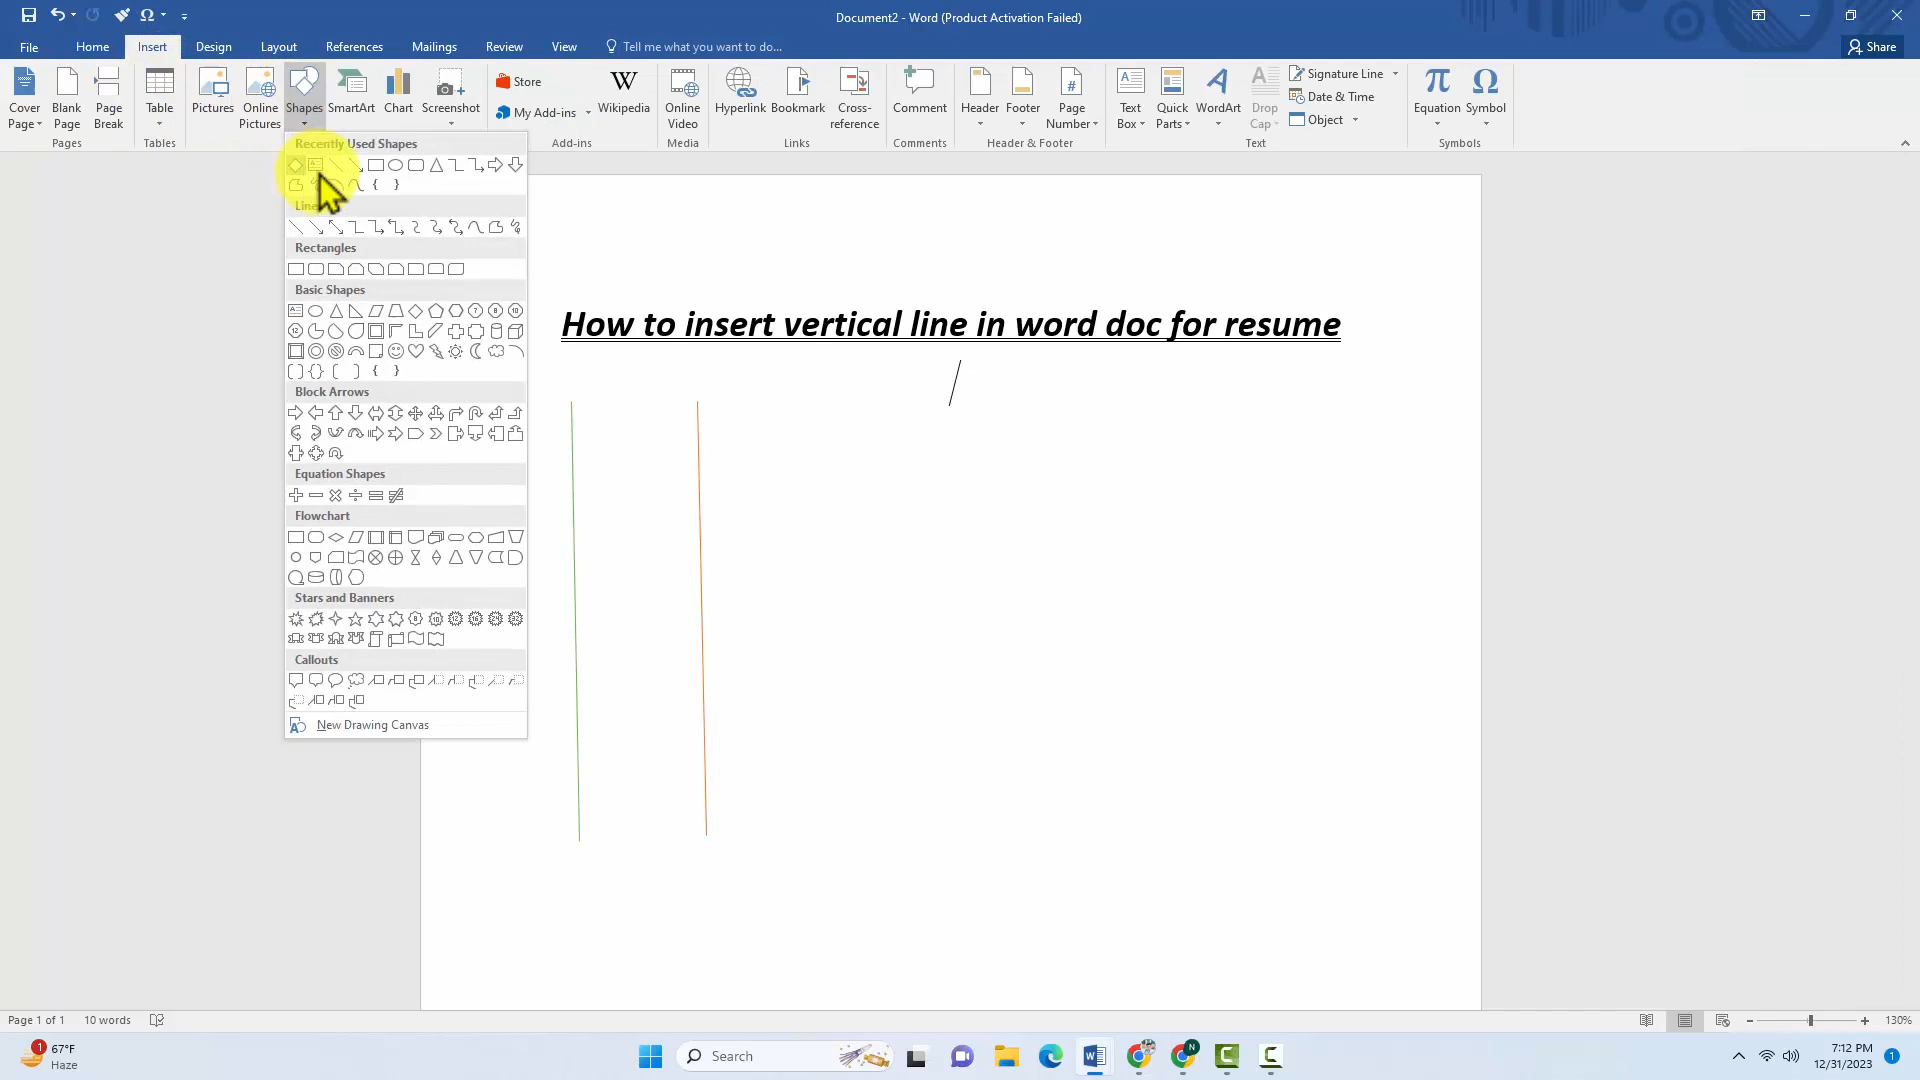 Document2 - Word (Product Activation Failed)
File Home Insert Design Layout References Mailings Review View Tell me what you want to do... Share
Cover Page Blank Page Page Break Table Pictures Online Pictures Shapes SmartArt Chart Screenshot Store My Add-ins Wikipedia Online Video Hyperlink Bookmark Cross-reference Comment Header Footer Page Number Text Box Quick Parts WordArt Drop Cap Signature Line Date & Time Object Equation Symbol
Pages Tables Add-ins Media Links Comments Header & Footer Text Symbols
Recently Used Shapes
Rectangles
Basic Shapes
Block Arrows
Equation Shapes
Flowchart
Stars and Banners
Callouts
New Drawing Canvas
How to insert vertical line in word doc for resume
Page 1 of 1 10 words 130%
1 67°F
Haze
Search
N
7:12 PM
12/31/2023
1